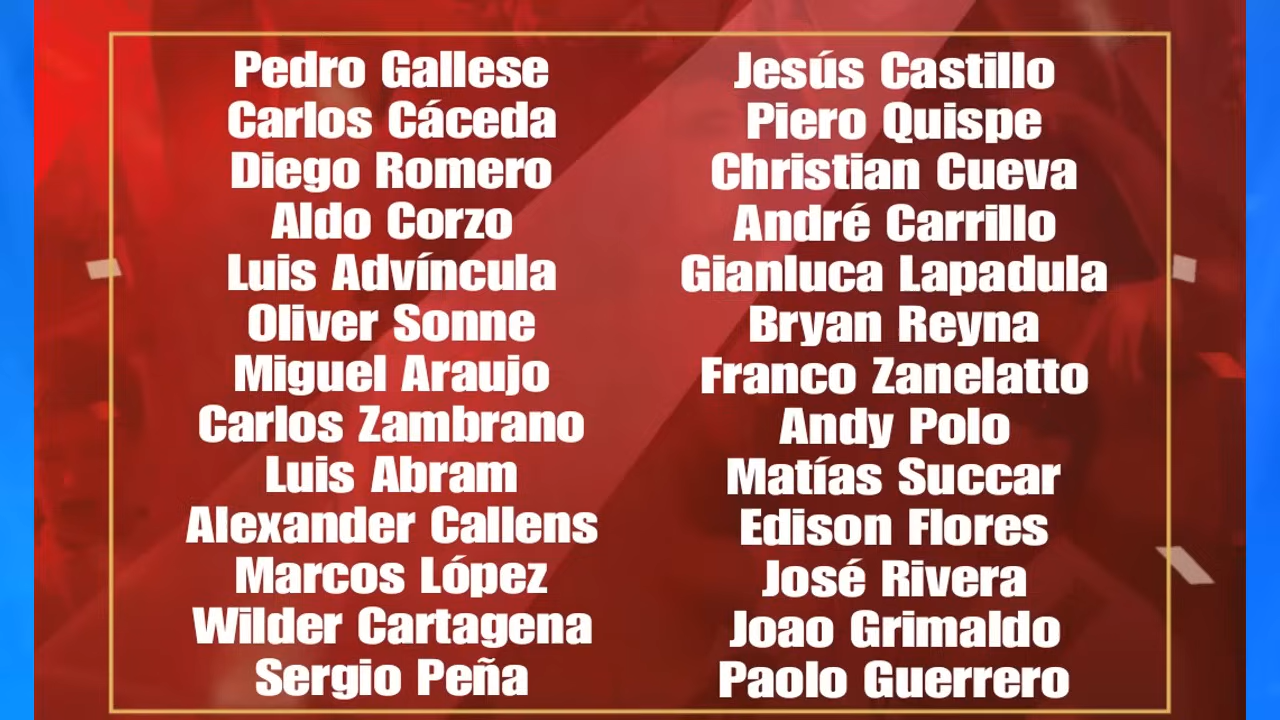 Pedro Gallese
Carlos Cáceda
Diego Romero
Aldo Corzo
Luis Advíncula
Oliver Sonne
Miguel Araujo
Carlos Zambrano
Luis Abram
Alexander Callens
Marcos López
Wilder Cartagena
Sergio Peña
Jesús Castillo
Piero Quispe
Christian Cueva
André Carrillo
Gianluca Lapadula
Bryan Reyna
Franco Zanelatto
Andy Polo
Matías Succar
Edison Flores
José Rivera
Joao Grimaldo
Paolo Guerrero